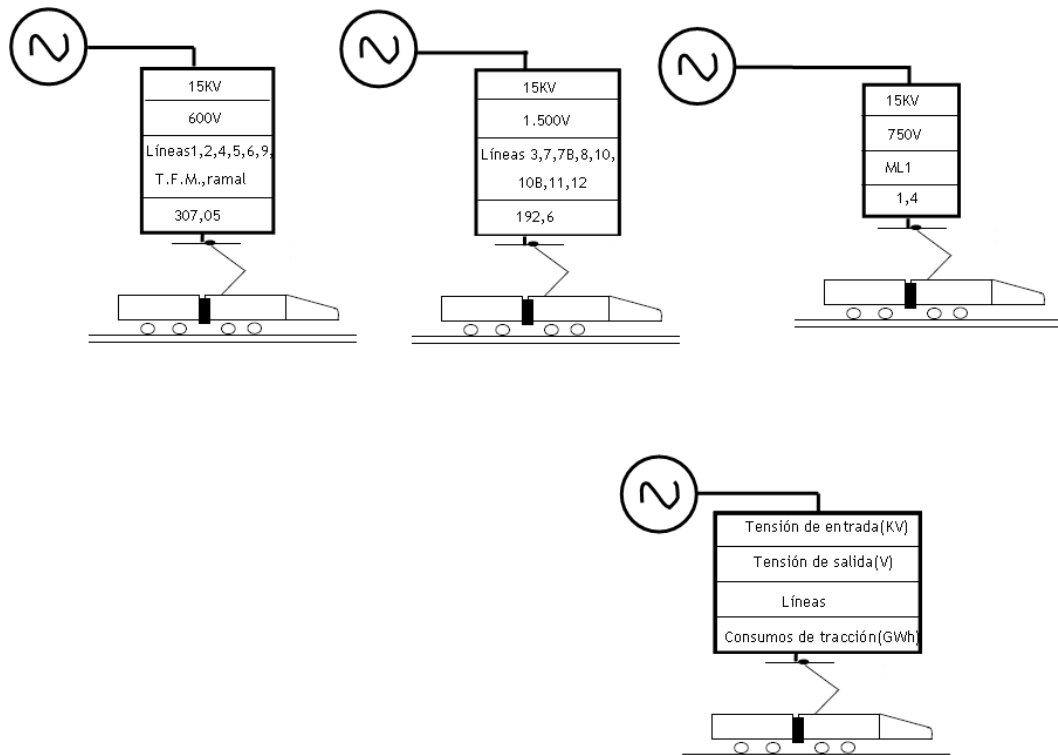 15KV
600V
Líneas1,2,4,5,6,9,
T.F.M.,ramal
307,05
15KV
1.500V
Líneas 3,7,7B,8,10,
10B,11,12
192,6
15KV
750V
ML1
1,4
Tensión de entrada(KV)
Tensión de salida(V)
Líneas
Consumos de tracción(GWh)